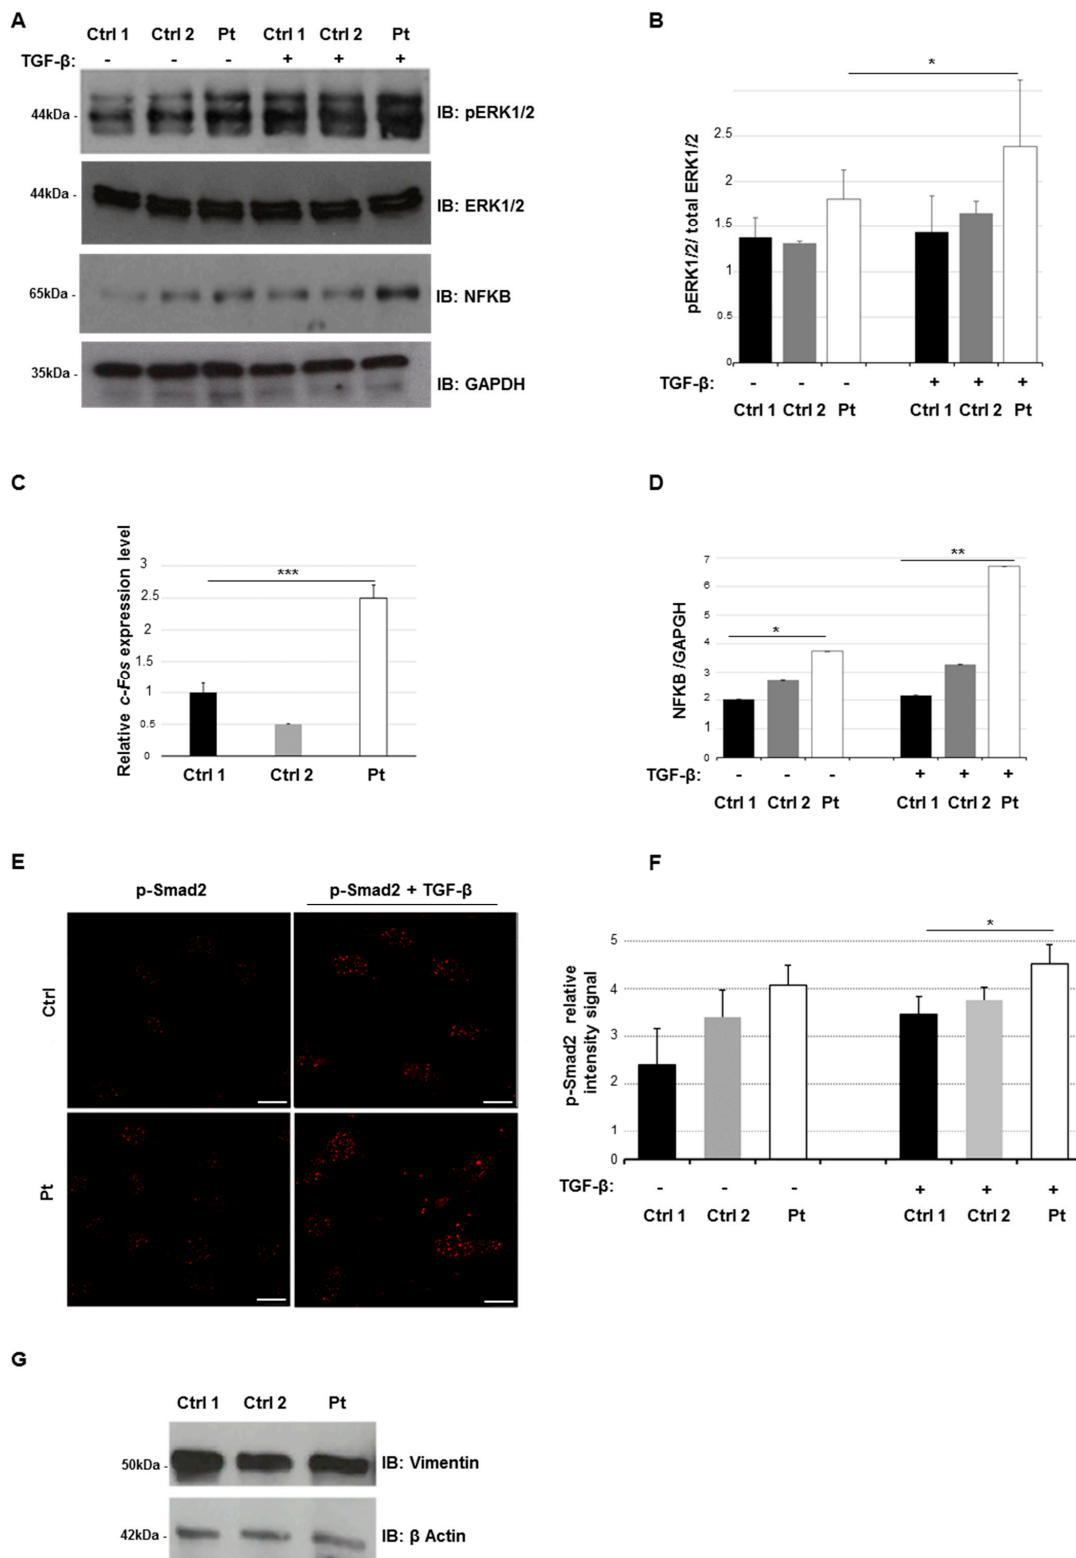 A
Ctrl 1 Ctrl 2 Pt Ctrl 1 Ctrl 2 Pt
TGF-β: - - - + + +
44kDa -
IB: pERK1/2
44kDa -
IB: ERK1/2
65kDa -
IB: NFKB
35kDa -
IB: GAPDH
B
*
pERK1/2/ total ERK1/2
2.5
2
1.5
1
0.5
0
TGF-β: - - - + + +
Ctrl 1 Ctrl 2 Pt Ctrl 1 Ctrl 2 Pt
C
Relative c-Fos expression level
3
2.5
2
1.5
1
0.5
0
***
Ctrl 1 Ctrl 2 Pt
D
NFKB /GAPGH
7
6
5
4
3
2
1
0
*
**
TGF-β: - - - + + +
Ctrl 1 Ctrl 2 Pt Ctrl 1 Ctrl 2 Pt
E
p-Smad2 p-Smad2 + TGF-β
Ctrl
Pt
F
p-Smad2 relative
intensity signal
5
4
3
2
1
0
*
TGF-β: - - - + + +
Ctrl 1 Ctrl 2 Pt Ctrl 1 Ctrl 2 Pt
G
Ctrl 1 Ctrl 2 Pt
50kDa -
IB: Vimentin
42kDa -
IB: β Actin